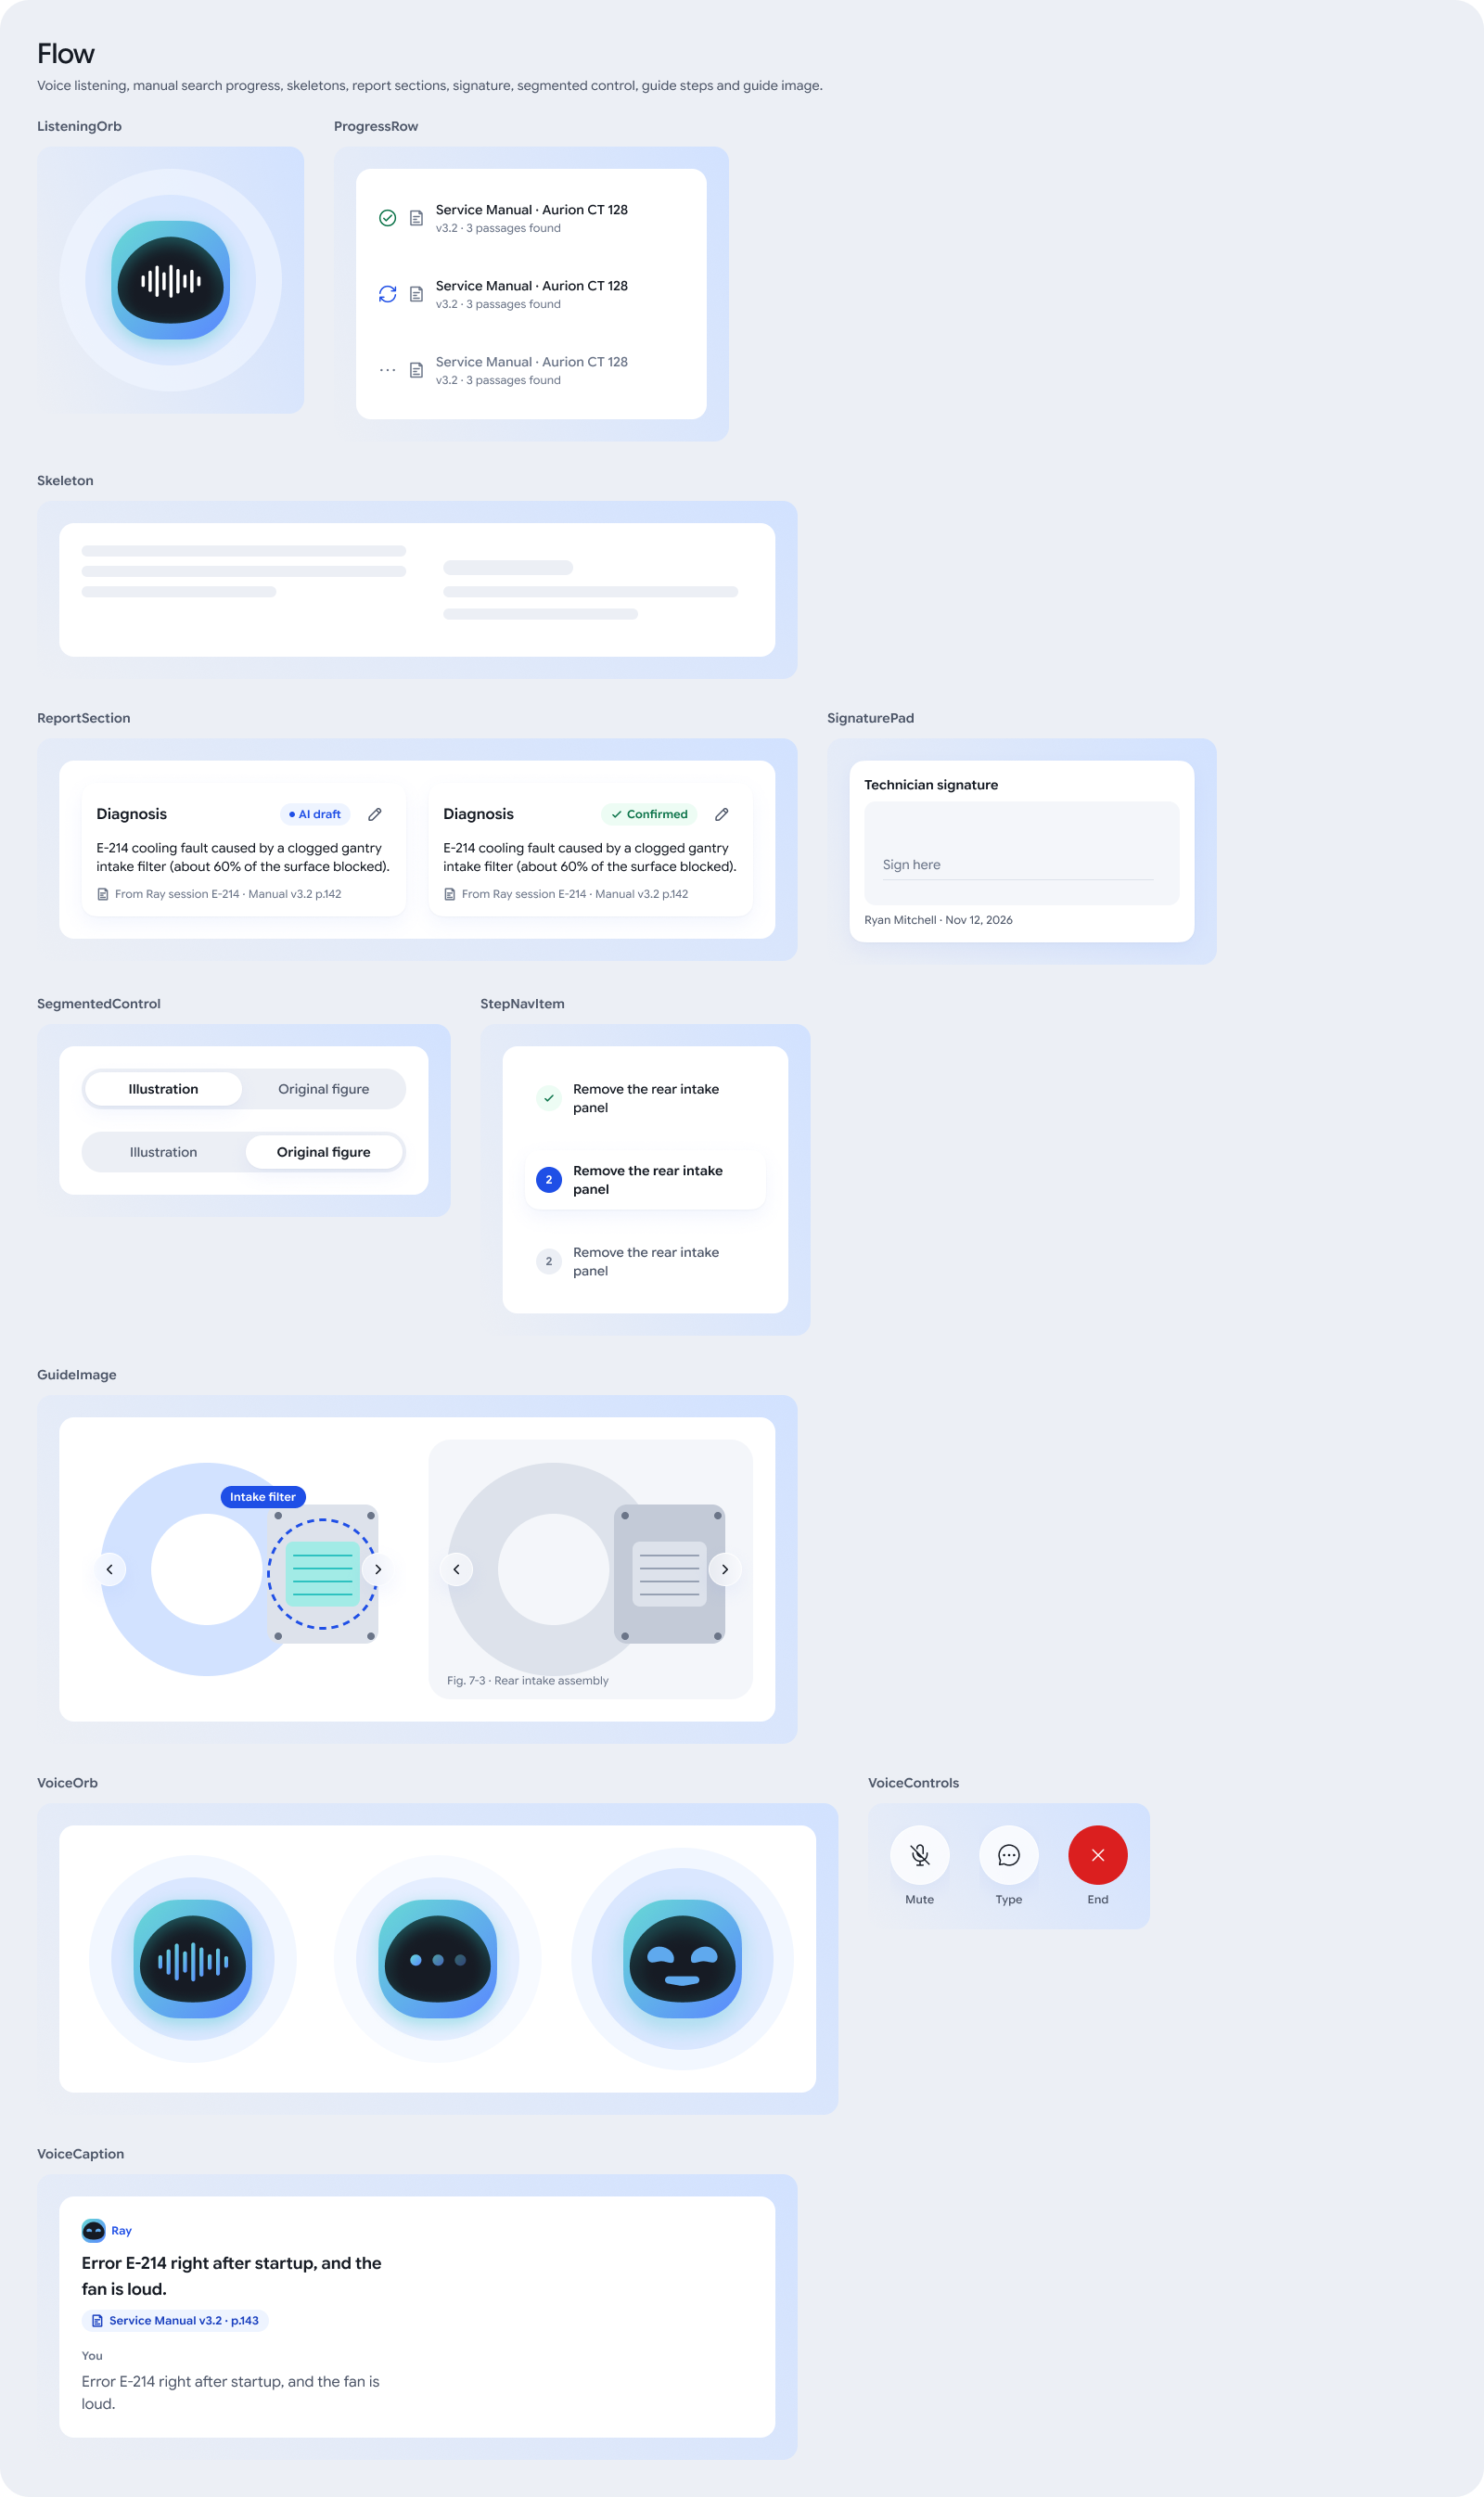 Flow
Voice listening, manual search progress, skeletons, report sections, signature, segmented control, guide steps and guide image.
ListeningOrb
ProgressRow
Service Manual · Aurion CT 128
v3.2 · 3 passages found
Service Manual · Aurion CT 128
v3.2 · 3 passages found
Service Manual · Aurion CT 128
v3.2 · 3 passages found
Skeleton
ReportSection
Diagnosis
AI draft
E-214 cooling fault caused by a clogged gantry
intake filter (about 60% of the surface blocked).
From Ray session E-214 · Manual v3.2 p.142
Diagnosis
Confirmed
E-214 cooling fault caused by a clogged gantry
intake filter (about 60% of the surface blocked).
From Ray session E-214 · Manual v3.2 p.142
SignaturePad
Technician signature
Sign here
Ryan Mitchell · Nov 12, 2026
SegmentedControl
Illustration
Original figure
Illustration
Original figure
StepNavItem
Remove the rear intake
panel
2
Remove the rear intake
panel
2
Remove the rear intake
panel
GuideImage
Intake filter
Fig. 7-3 · Rear intake assembly
VoiceOrb
VoiceControls
Mute
Type
End
VoiceCaption
Ray
Error E-214 right after startup, and the
fan is loud.
Service Manual v3.2 · p.143
You
Error E-214 right after startup, and the fan is
loud.